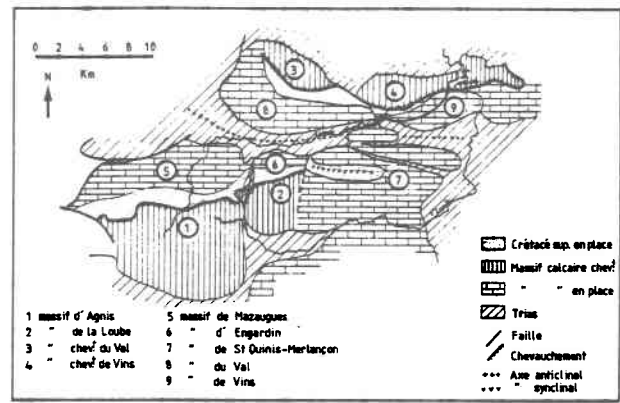 0 2 4 6 8 10
Km
N
3
4
8
9
5
6
7
2
1
Crétacé sup. en place
Massif calcaire chev.t
" " en place
Trias
Faille
Chevauchement
Axe anticlinal
" synclinal
1 massif d'Agnis
2 " de la Loube
3 " chev.t du Val
4 " chev.t de Vins
5 massif de Mazaugues
6 " d' Engardin
7 " de St Quinis-Merlançon
8 " du Val
9 " de Vins